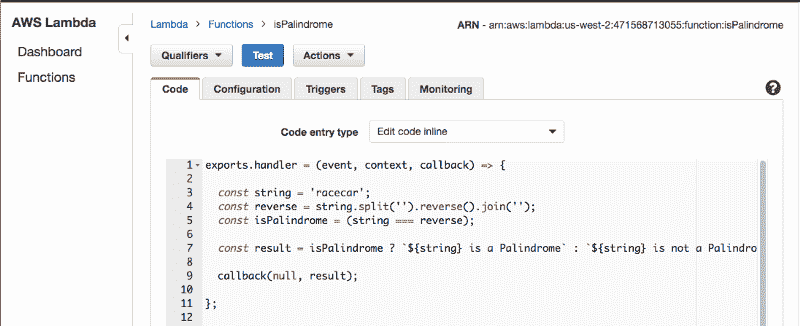 AWS Lambda
Dashboard
Functions
Lambda > Functions > isPalindrome
ARN - arn:aws:lambda:us-west-2:471568713055:function:isPalindrome
Qualifiers Test Actions
Code Configuration Triggers Tags Monitoring ?
Code entry type Edit code inline
1 exports.handler = (event, context, callback) => {
2
3 const string = 'racecar';
4 const reverse = string.split('').reverse().join('');
5 const isPalindrome = (string === reverse);
6
7 const result = isPalindrome ? `${string} is a Palindrome` : `${string} is not a Palindro
8
9 callback(null, result);
10
11 };
12